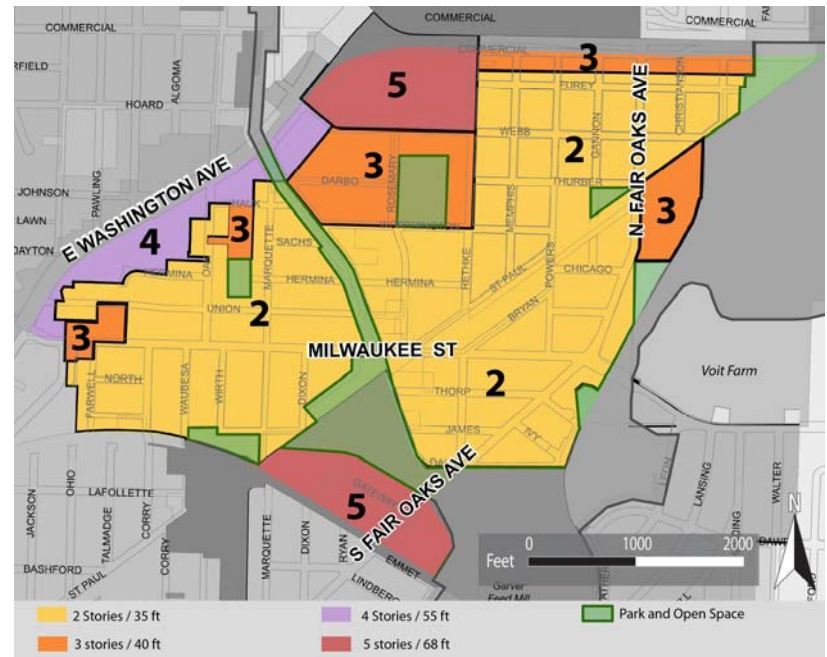 COMMERCIAL
COMMERCIAL
COMMERCIAL
COMMERCIAL
RFIELD
ALGOMA
HOARD
5
3
FUREY
CHRISTIANSON
GANNON
WEBB
N FAIR OAKS AVE
2
E WASHINGTON AVE
JOHNSON
PAWLING
LAWN
DAYTON
4
3
DARBO
ROSEMARY
THURBER
MEMPHIS
3
3
HAUK
SACHS
MARQUETTE
HERMINA
HERMINA
HERMINA
RETHKE
ST PAUL
POWERS
CHICAGO
BRYAN
UNION
2
3
MILWAUKEE ST
Voit Farm
NORTH
FARWELL
WAUBESA
WIRTH
DIXON
2
THORP
JAMES
IVY
LEON
LANSING
WALTER
DING
JACKSON
OHIO
LAFOLLETTE
TALMADGE
CORRY
CORRY
BASHFORD
ST PAUL
MARQUETTE
DIXON
RYAN
GATEWAY
5
S FAIR OAKS AVE
EMMET
LINDBERG
Garver
Feed Mill
N
Feet
0 1000 2000
2 Stories / 35 ft
4 Stories / 55 ft
Park and Open Space
3 stories / 40 ft
5 stories / 68 ft